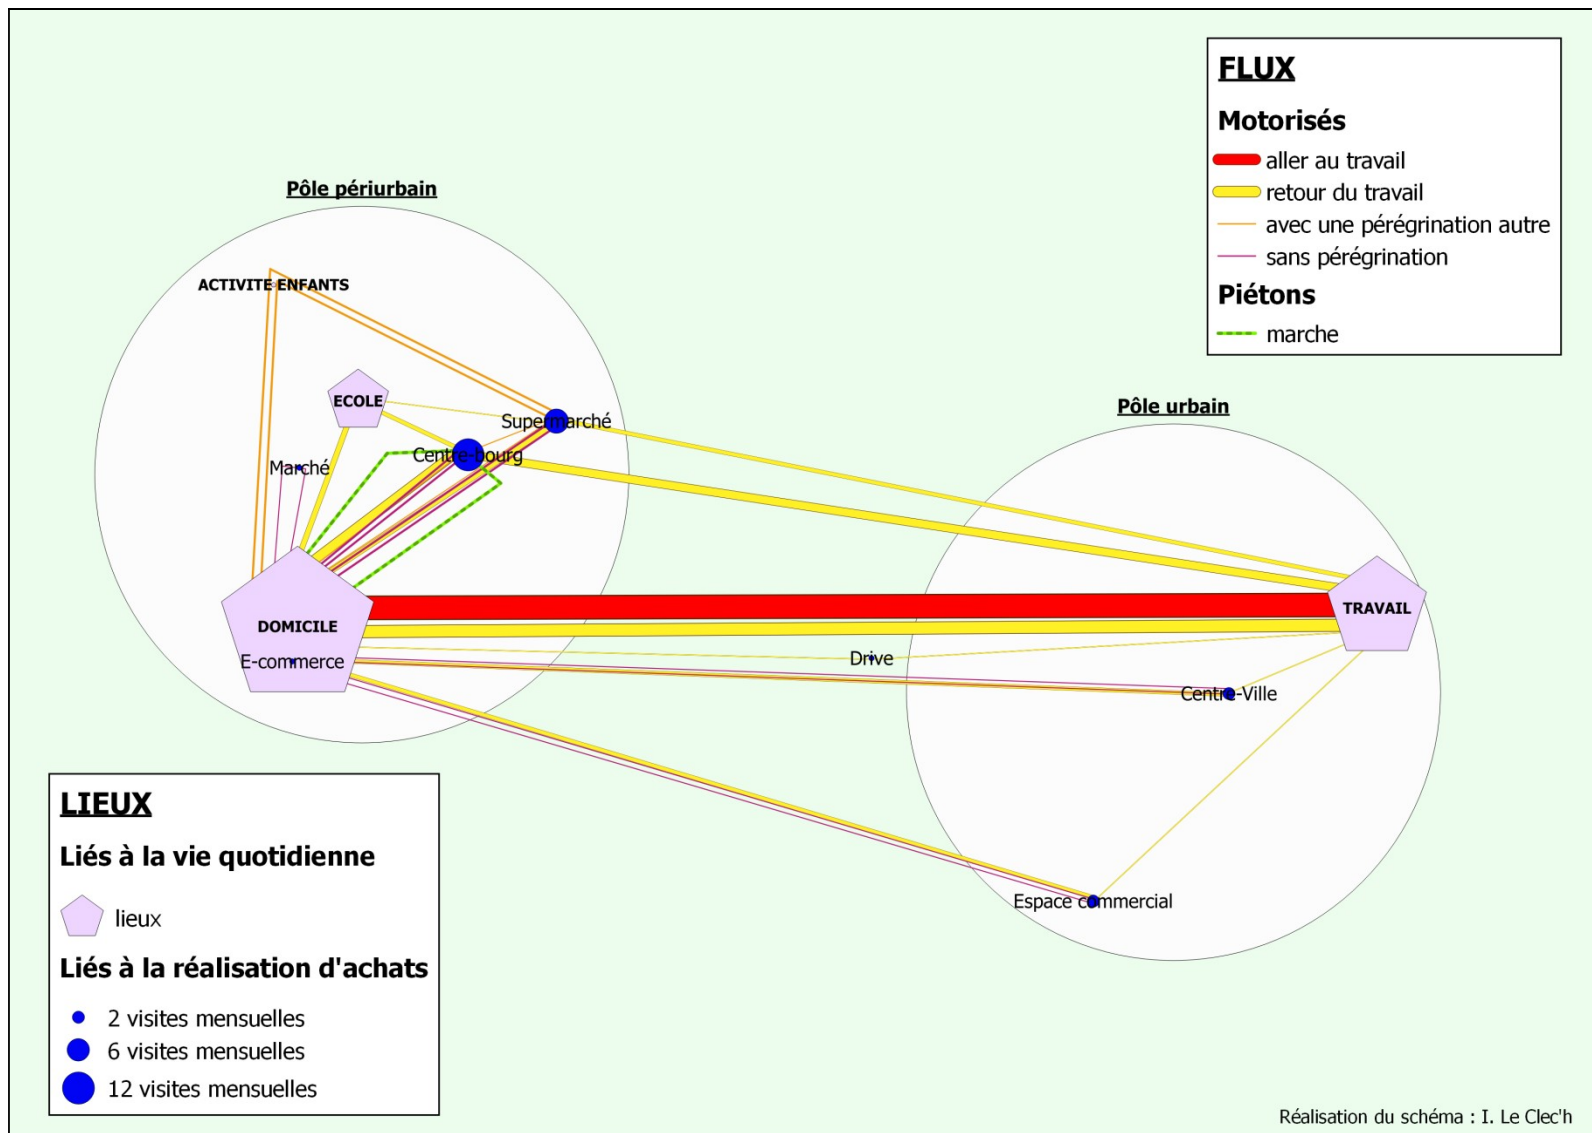 FLUX
Motorisés
aller au travail
retour du travail
avec une pérégrination autre
sans pérégrination
Piétons
marche
Pôle périurbain
ACTIVITE ENFANTS
ECOLE
Supermarché
Centre-bourg
Marché
DOMICILE
E-commerce
Pôle urbain
TRAVAIL
Drive
Centre-Ville
Espace commercial
LIEUX
Liés à la vie quotidienne
lieux
Liés à la réalisation d'achats
2 visites mensuelles
6 visites mensuelles
12 visites mensuelles
Réalisation du schéma : I. Le Clec'h